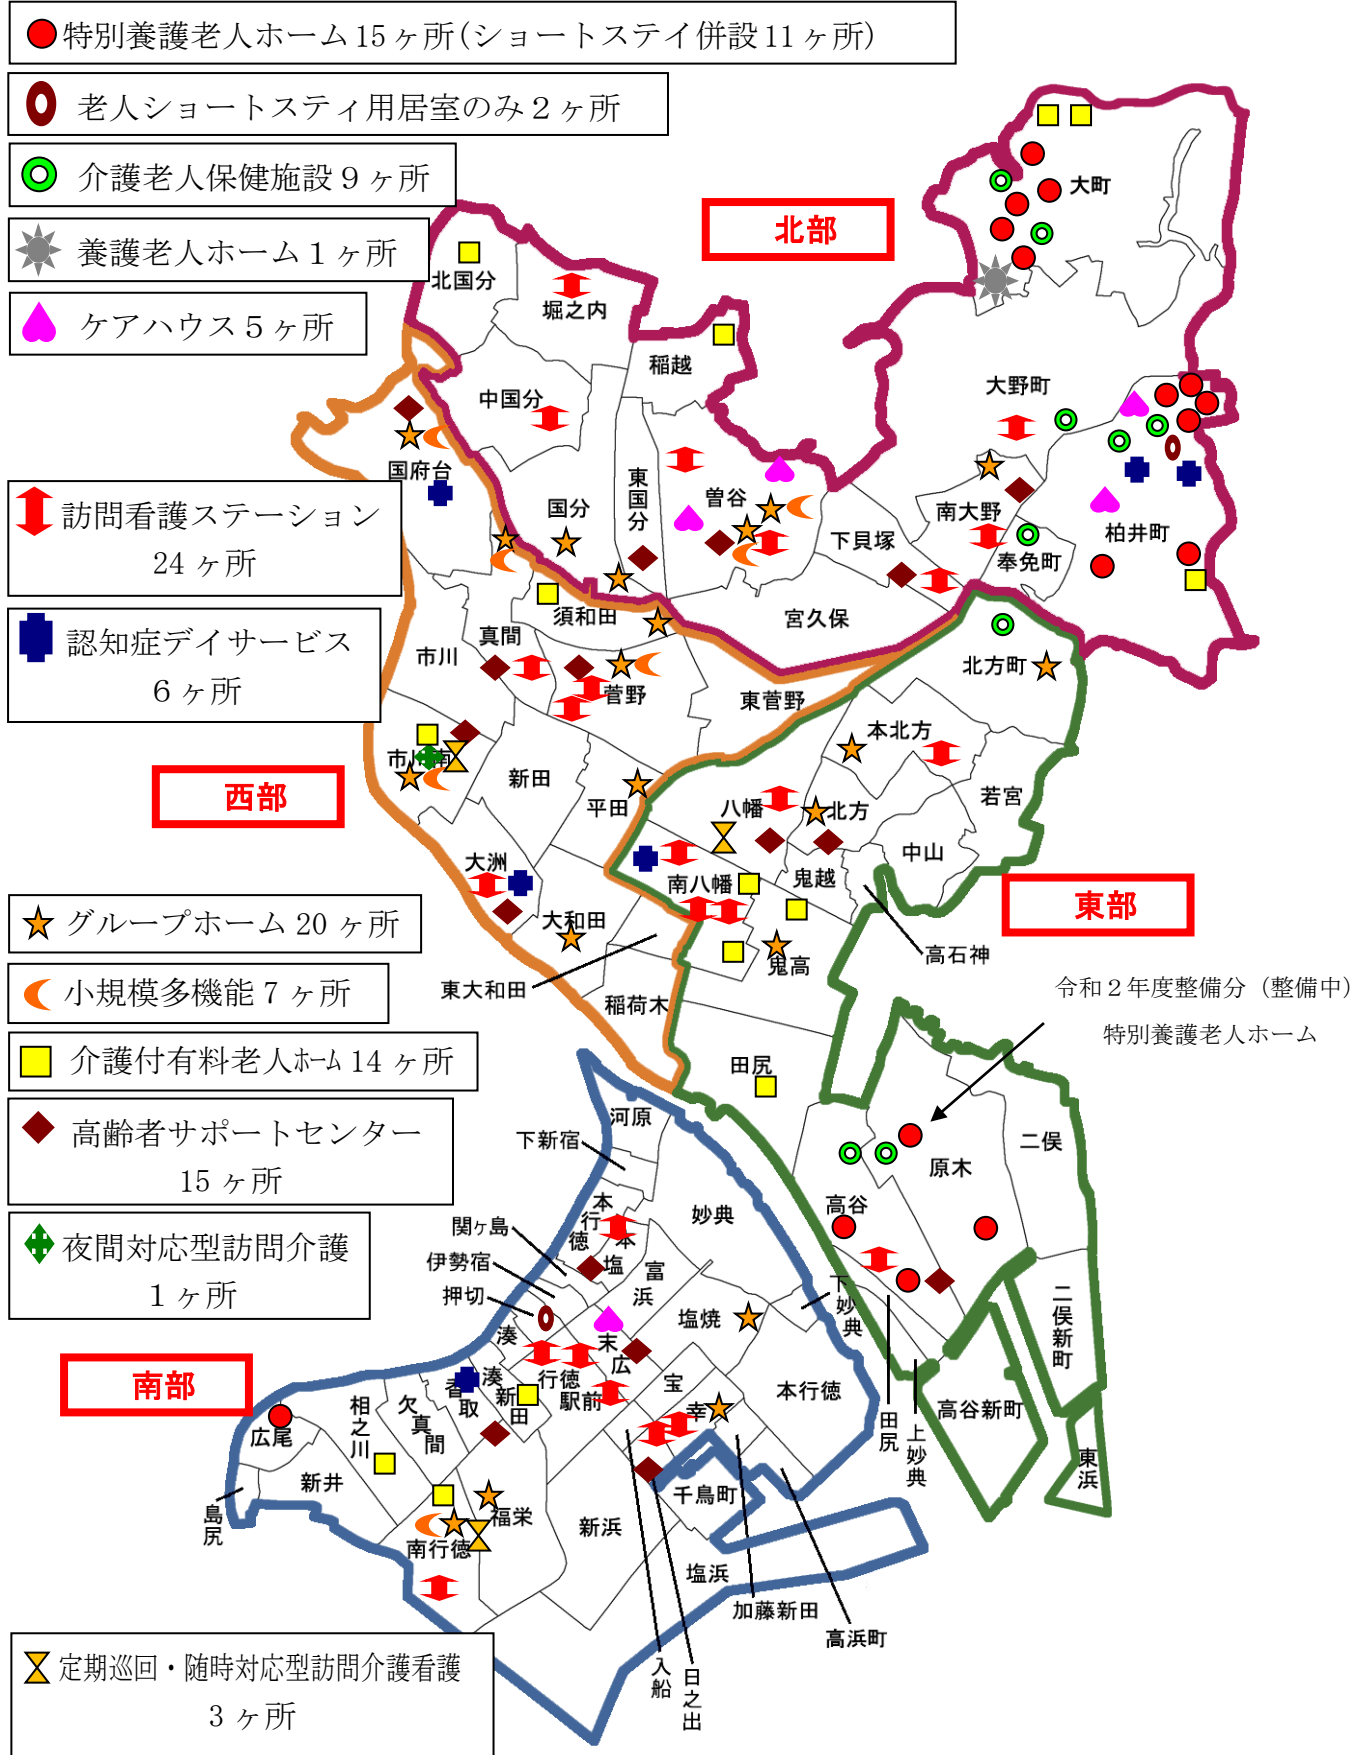 特別養護老人ホーム15ヶ所(ショートステイ併設11ヶ所)
老人ショートスティ用居室のみ２ヶ所
介護老人保健施設９ヶ所
養護老人ホーム１ヶ所
ケアハウス５ヶ所
訪問看護ステーション
24ヶ所
認知症デイサービス
６ヶ所
グループホーム20ヶ所
小規模多機能７ヶ所
介護付有料老人ﾎｰﾑ14ヶ所
高齢者サポートセンター
15ヶ所
夜間対応型訪問介護
１ヶ所
定期巡回・随時対応型訪問介護看護
３ヶ所
北部
大町
北国分
堀之内
稲越
中国分
大野町
国府台
東国分
曽谷
国分
南大野
柏井町
下貝塚
奉免町
宮久保
須和田
真間
市川
北方町
菅野
東菅野
本北方
市川南
新田
平田
西部
八幡
北方
若宮
中山
大洲
南八幡
鬼越
東部
大和田
高石神
鬼高
東大和田
稲荷木
令和２年度整備分（整備中）
特別養護老人ホーム
田尻
河原
下新宿
二俣
原木
高谷
本行徳
妙典
関ヶ島
本塩
伊勢宿
富浜
押切
下妙典
塩焼
二俣新町
湊
末広
行徳駅前
南部
香取
湊新田
宝
本行徳
相之川
欠真間
幸
高谷新町
広尾
田尻
上妙典
東浜
新井
島尻
千鳥町
福栄
新浜
南行徳
塩浜
加藤新田
高浜町
入船
日之出